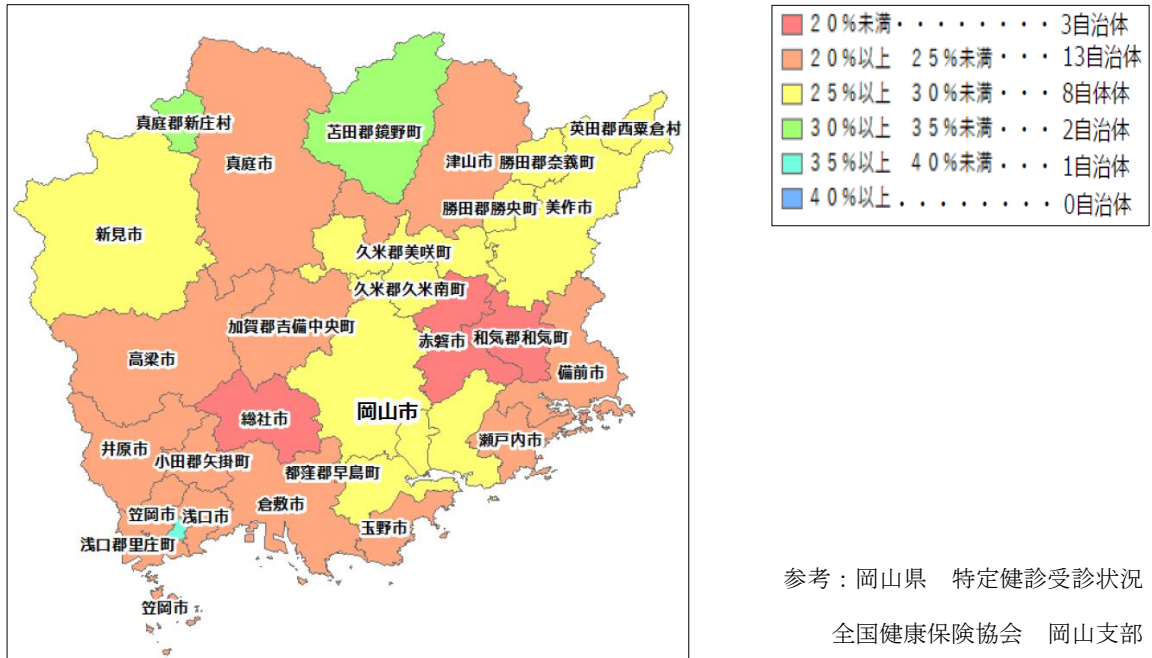 真庭郡新庄村
苫田郡鏡野町
英田郡西粟倉村
真庭市
津山市
勝田郡奈義町
勝田郡勝央町
美作市
新見市
久米郡美咲町
久米郡久米南町
加賀郡吉備中央町
赤磐市
和気郡和気町
高梁市
備前市
総社市
岡山市
井原市
瀬戸内市
小田郡矢掛町
都窪郡早島町
倉敷市
笠岡市
浅口市
玉野市
浅口郡里庄町
笠岡市
20%未満・・・・・・・・ 3自治体
20%以上 25%未満・・・ 13自治体
25%以上 30%未満・・・ 8自体体
30%以上 35%未満・・・ 2自治体
35%以上 40%未満・・・ 1自治体
40%以上・・・・・・・・ 0自治体
参考：岡山県 特定健診受診状況
全国健康保険協会 岡山支部